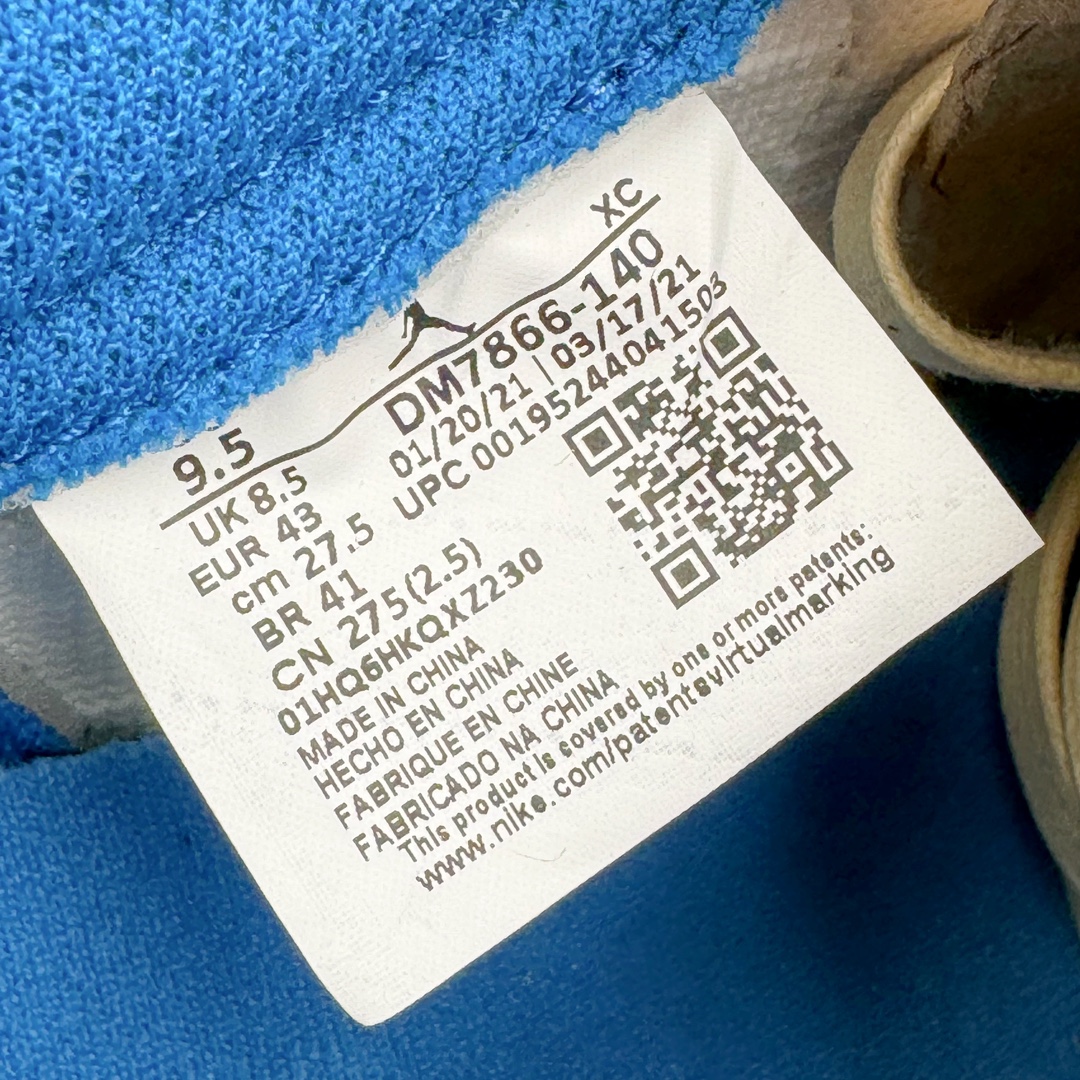 XC
9.5
DM7866-140
UK 8.5
01/20/21 | 03/17/21
EUR 43
UPC 00195244041503
cm 27.5
BR 41
CN 275(2.5)
01HQ6HKQXZ230
MADE IN CHINA
HECHO EN CHINA
FABRIQUE EN CHINE
FABRICADO NA CHINA
This product is covered by one or more patents:
www.nike.com/patentsvirtualmarking